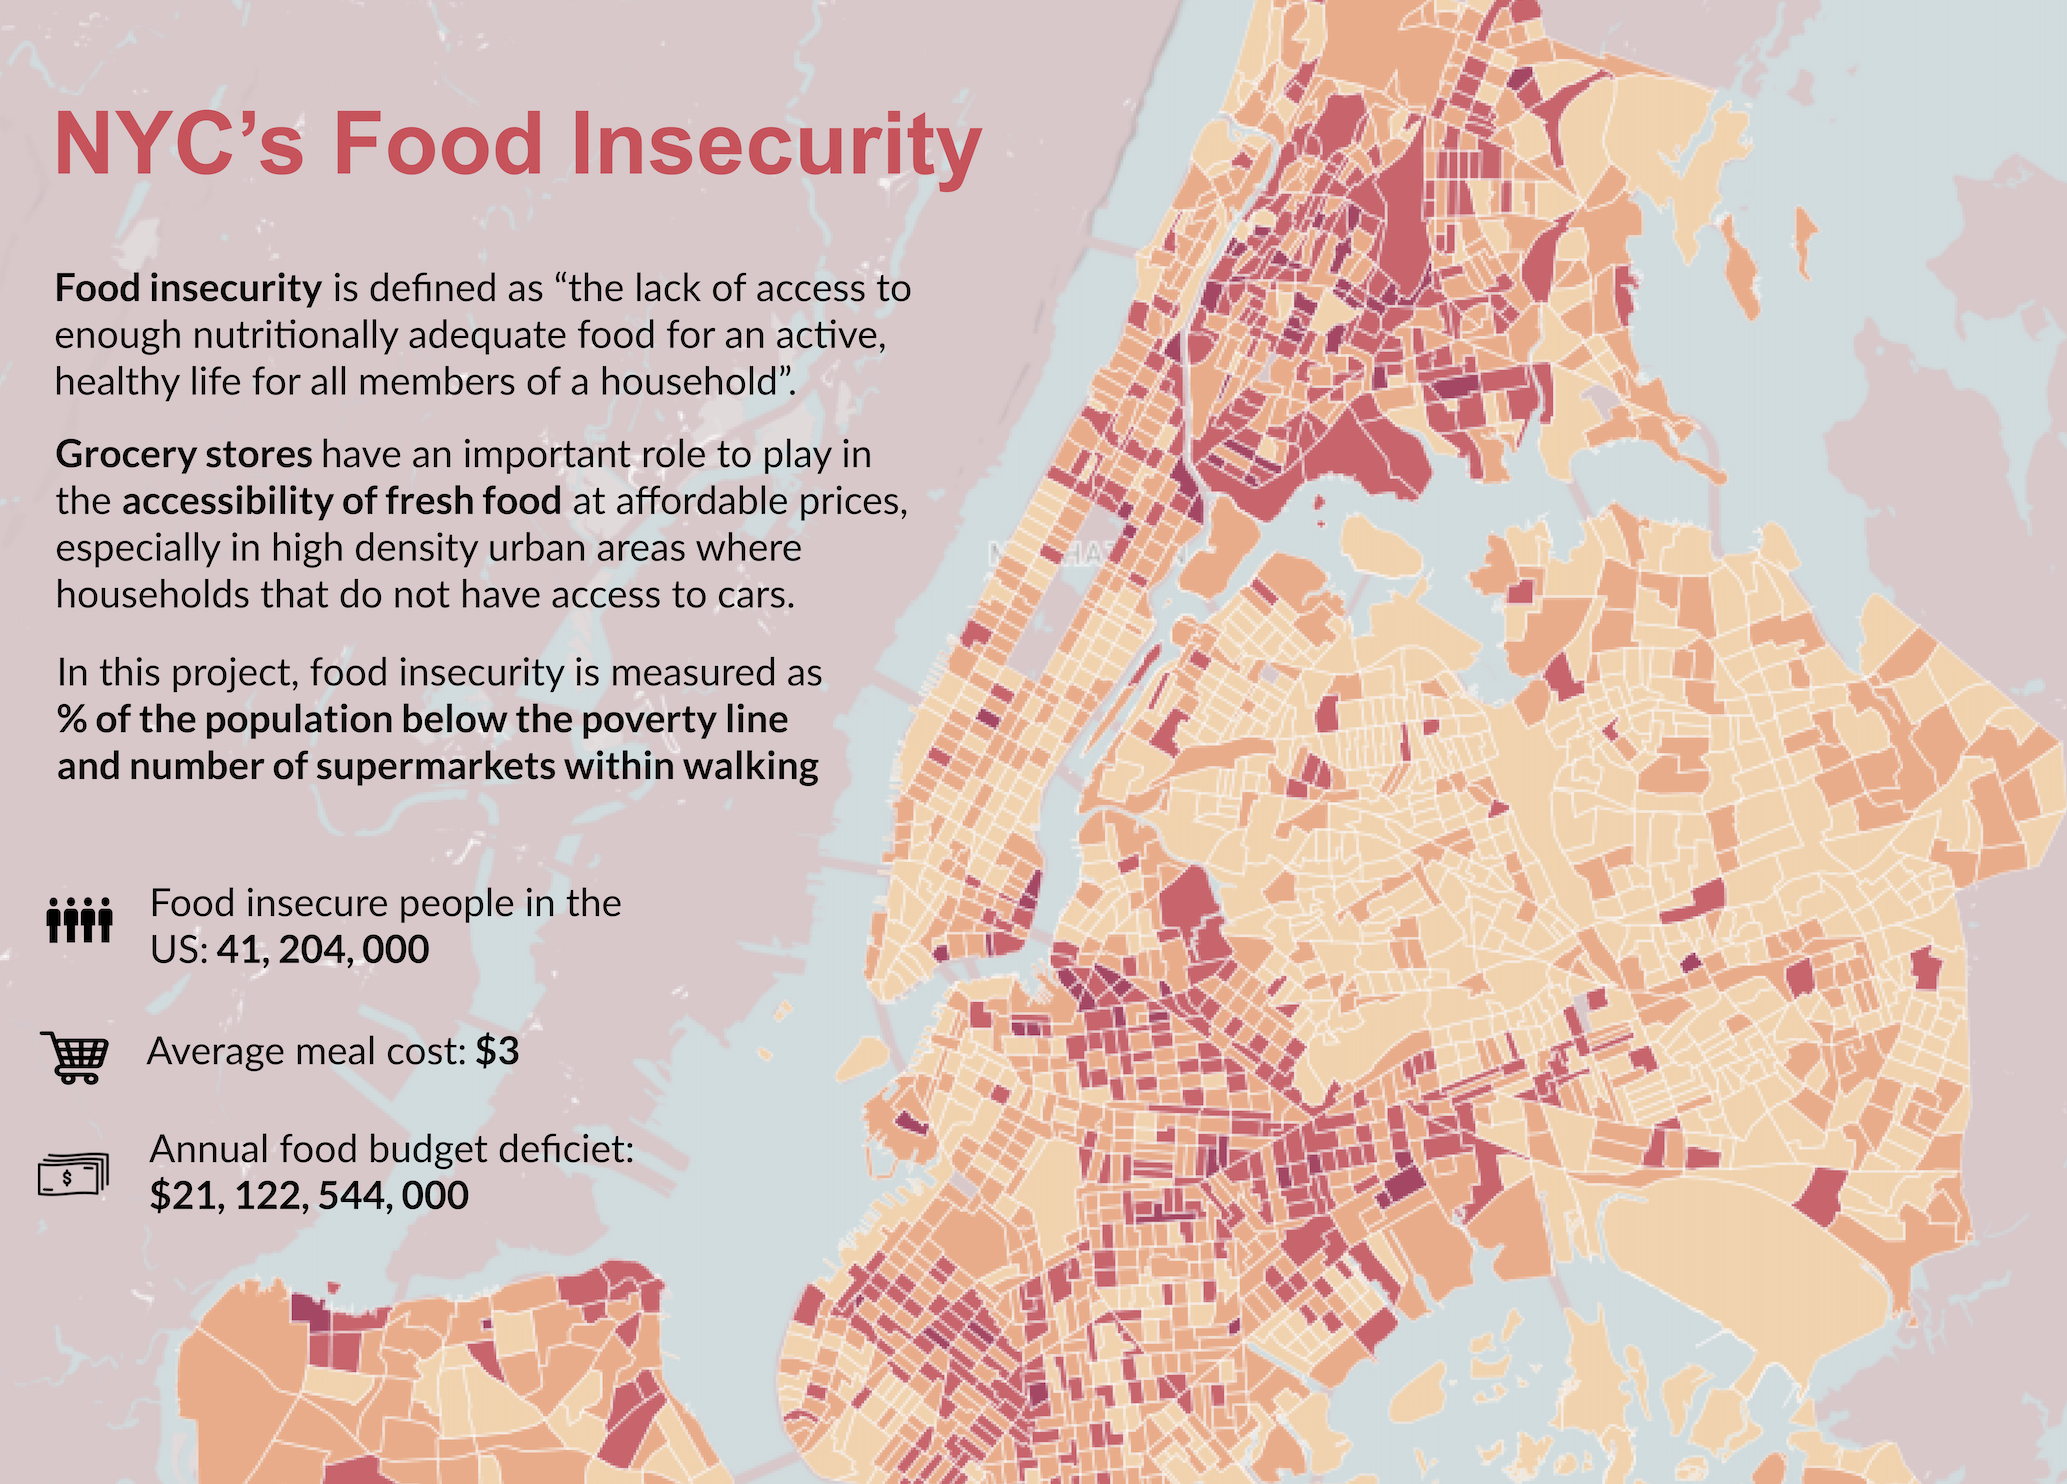 NYC’s Food Insecurity
Food insecurity is defined as “the lack of access to
enough nutritionally adequate food for an active,
healthy life for all members of a household”.
Grocery stores have an important role to play in
the accessibility of fresh food at affordable prices,
especially in high density urban areas where
households that do not have access to cars.
In this project, food insecurity is measured as
% of the population below the poverty line
and number of supermarkets within walking
Food insecure people in the
US: 41, 204, 000
Average meal cost: $3
Annual food budget deficiet:
$21, 122, 544, 000